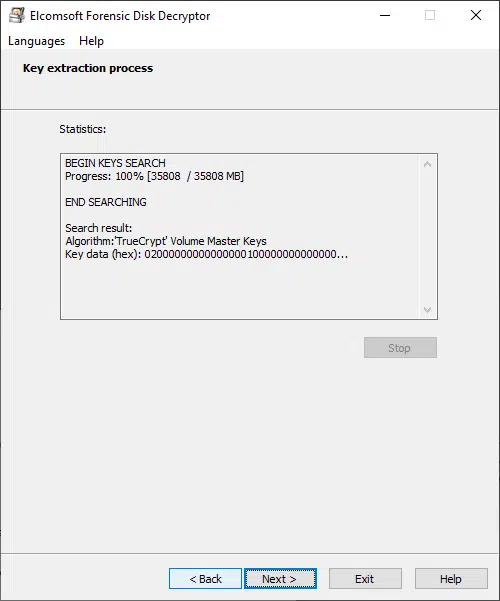 Elcomsoft Forensic Disk Decryptor
Languages Help
Key extraction process
Statistics:
BEGIN KEYS SEARCH
Progress: 100% [35808 / 35808 MB]
END SEARCHING
Search result:
Algorithm:'TrueCrypt' Volume Master Keys
Key data (hex): 02000000000000000100000000000000...
Stop
< Back Next > Exit Help